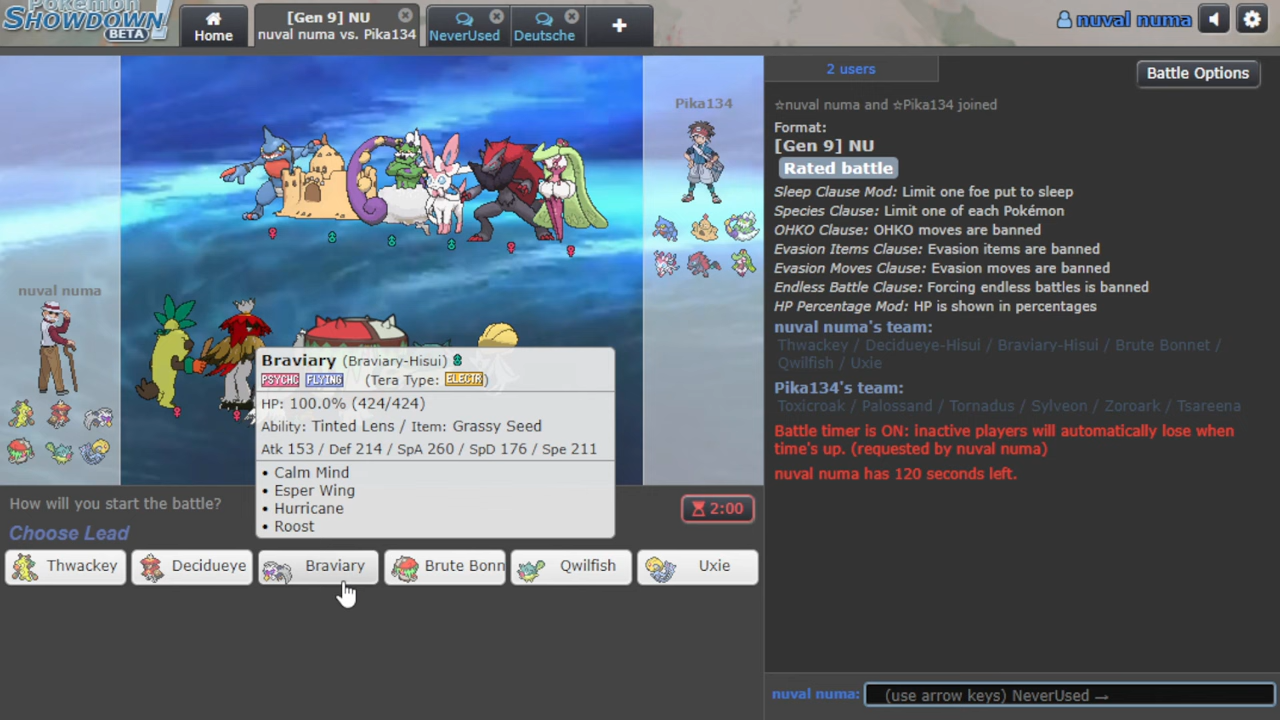 Pokémon
SHOWDOWN!
BETA
Home
[Gen 9] NU
nuval numa vs. Pika134
NeverUsed
Deutsche
+
nuval numa
2 users
Battle Options
Pika134
nuval numa
☆nuval numa and ☆Pika134 joined
Format:
[Gen 9] NU
Rated battle
Sleep Clause Mod: Limit one foe put to sleep
Species Clause: Limit one of each Pokémon
OHKO Clause: OHKO moves are banned
Evasion Items Clause: Evasion items are banned
Evasion Moves Clause: Evasion moves are banned
Endless Battle Clause: Forcing endless battles is banned
HP Percentage Mod: HP is shown in percentages
nuval numa's team:
Thwackey / Decidueye-Hisui / Braviary-Hisui / Brute Bonnet /
Qwilfish / Uxie
Pika134's team:
Toxicroak / Palossand / Tornadus / Sylveon / Zoroark / Tsareena
Battle timer is ON: inactive players will automatically lose when
time's up. (requested by nuval numa)
nuval numa has 120 seconds left.
Braviary (Braviary-Hisui)
PSYCHC FLYING (Tera Type: ELECTR)
HP: 100.0% (424/424)
Ability: Tinted Lens / Item: Grassy Seed
Atk 153 / Def 214 / SpA 260 / SpD 176 / Spe 211
• Calm Mind
• Esper Wing
• Hurricane
• Roost
How will you start the battle?
2:00
Choose Lead
Thwackey
Decidueye
Braviary
Brute Bonn
Qwilfish
Uxie
nuval numa: (use arrow keys) NeverUsed →